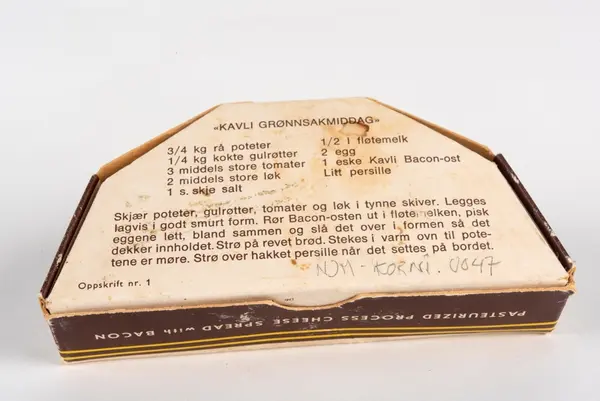 «KAVLI GRØNNSAKMIDDAG»
3/4 kg rå poteter
1/4 kg kokte gulrøtter
3 middels store tomater
2 middels store løk
1 s.skje salt
1/2 l fløtemelk
2 egg
1 eske Kavli Bacon-ost
Litt persille
Skjær poteter, gulrøtter, tomater og løk i tynne skiver. Legges
lagvis i godt smurt form. Rør Bacon-osten ut i fløtemelken, pisk
eggene lett, bland sammen og slå det over i formen så det
dekker innholdet. Strø på revet brød. Stekes i varm ovn til pote-
tene er møre. Strø over hakket persille når det settes på bordet.
Oppskrift nr. 1
NJM - 0047
PASTEURIZED PROCESS CHEESE SPREAD with BACON